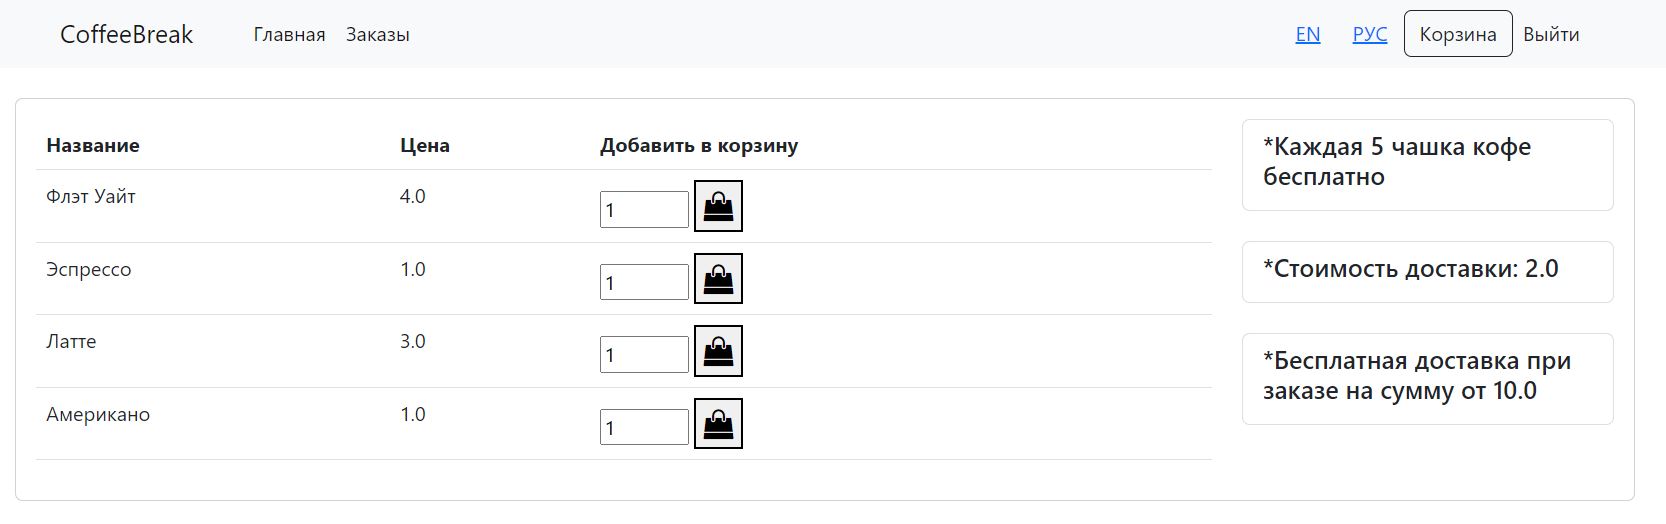 CoffeeBreak Главная Заказы EN РУС Корзина Выйти
Название Цена Добавить в корзину
Флэт Уайт 4.0 1
Эспрессо 1.0 1
Латте 3.0 1
Американо 1.0 1
*Каждая 5 чашка кофе
бесплатно
*Стоимость доставки: 2.0
*Бесплатная доставка при
заказе на сумму от 10.0